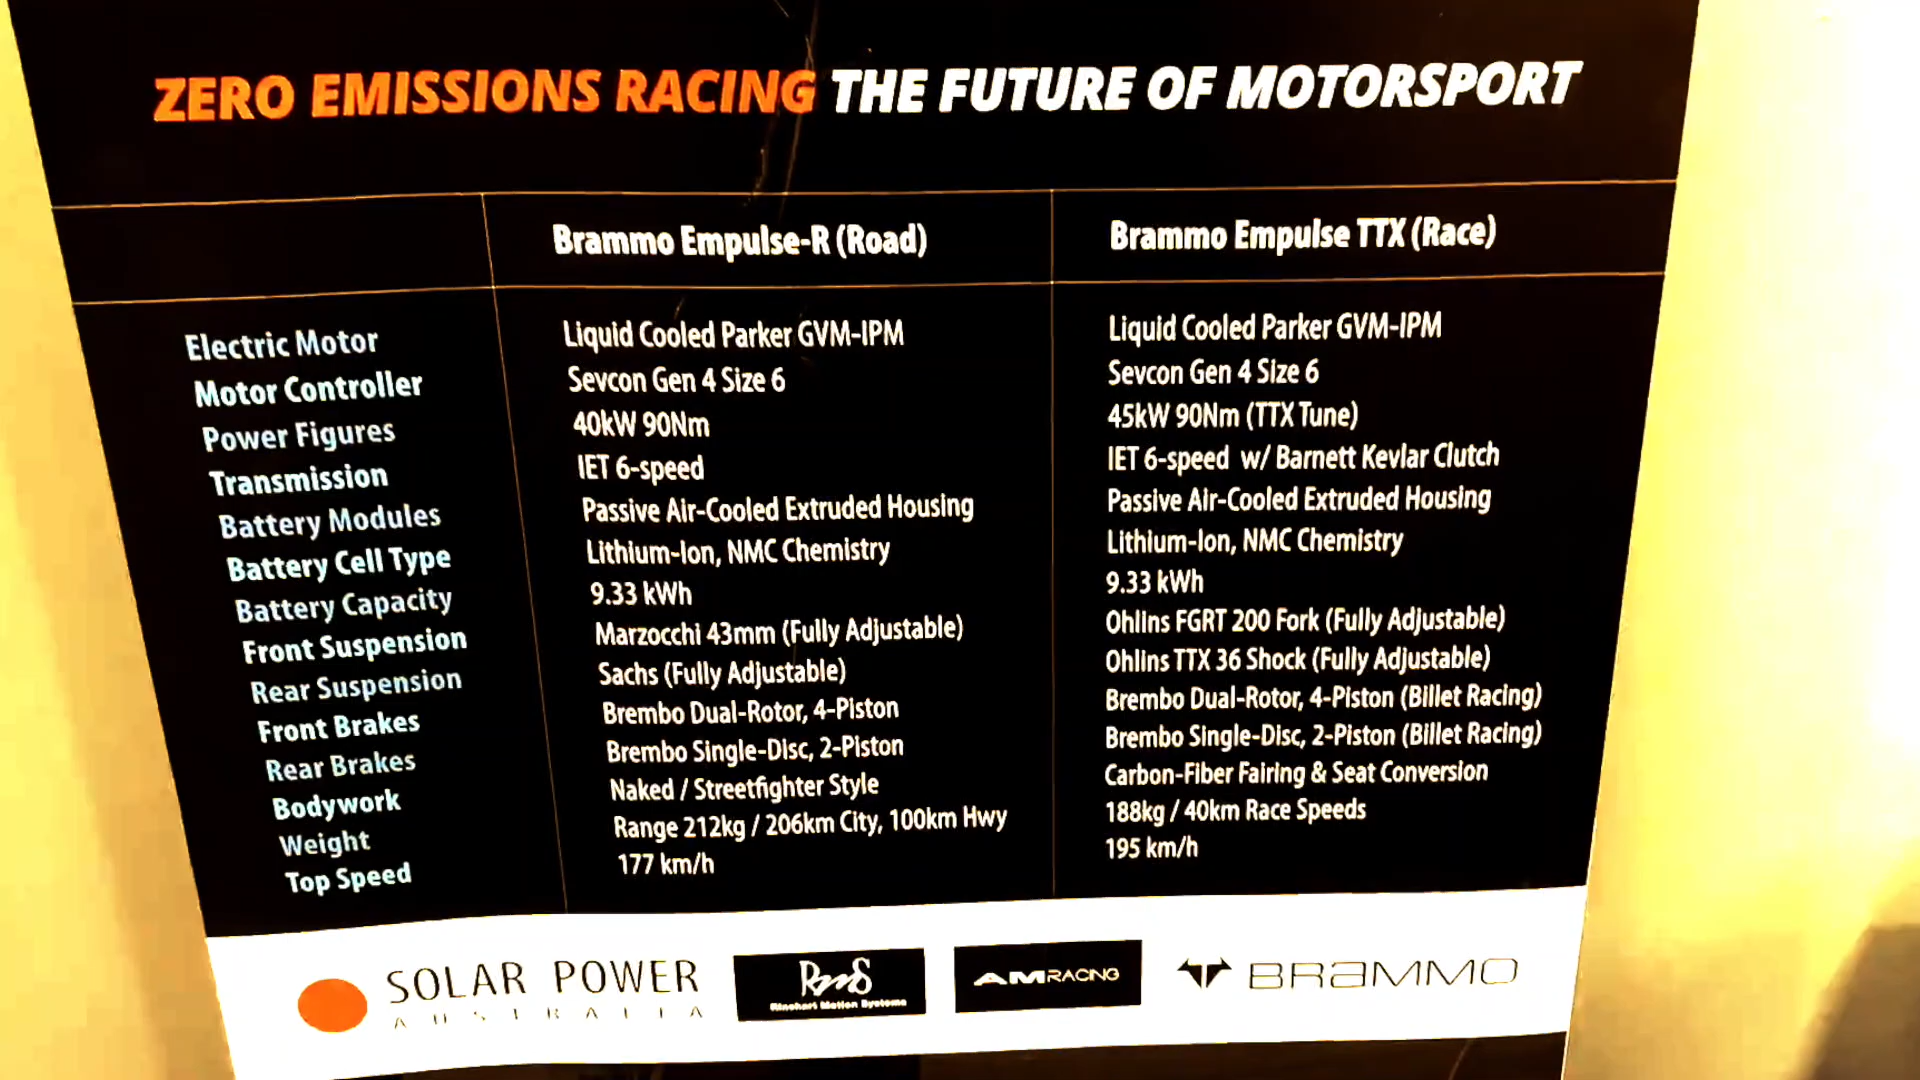 ZERO EMISSIONS RACING THE FUTURE OF MOTORSPORT
Brammo Empulse-R (Road) Brammo Empulse TTX (Race)
Electric Motor Liquid Cooled Parker GVM-IPM Liquid Cooled Parker GVM-IPM
Motor Controller Sevcon Gen 4 Size 6 Sevcon Gen 4 Size 6
Power Figures 40kW 90Nm 45kW 90Nm (TTX Tune)
Transmission IET 6-speed IET 6-speed w/ Barnett Kevlar Clutch
Battery Modules Passive Air-Cooled Extruded Housing Passive Air-Cooled Extruded Housing
Battery Cell Type Lithium-Ion, NMC Chemistry Lithium-Ion, NMC Chemistry
Battery Capacity 9.33 kWh 9.33 kWh
Front Suspension Marzocchi 43mm (Fully Adjustable) Ohlins FGRT 200 Fork (Fully Adjustable)
Rear Suspension Sachs (Fully Adjustable) Ohlins TTX 36 Shock (Fully Adjustable)
Front Brakes Brembo Dual-Rotor, 4-Piston Brembo Dual-Rotor, 4-Piston (Billet Racing)
Rear Brakes Brembo Single-Disc, 2-Piston Brembo Single-Disc, 2-Piston (Billet Racing)
Bodywork Naked / Streetfighter Style Carbon-Fiber Fairing & Seat Conversion
Weight Range 212kg / 206km City, 100km Hwy 188kg / 40km Race Speeds
Top Speed 177 km/h 195 km/h
SOLAR POWER RMS AMRACING BRAMMO
AUSTRALIA Rinehart Motion Systems